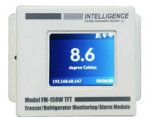 INTELLIGENCE
8.6
degree Celsius
192.168.68.147
Model FM-150W TFT
Freezer/Refrigerator Monitoring/Alarm Module